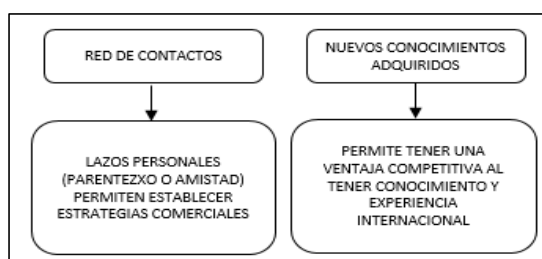 RED DE CONTACTOS
NUEVOS CONOCIMIENTOS
ADQUIRIDOS
LAZOS PERSONALES
(PARENTEZXO O AMISTAD)
PERMITEN ESTABLECER
ESTRATEGIAS COMERCIALES
PERMITE TENER UNA
VENTAJA COMPETITIVA AL
TENER CONOCIMIENTO Y
EXPERIENCIA
INTERNACIONAL